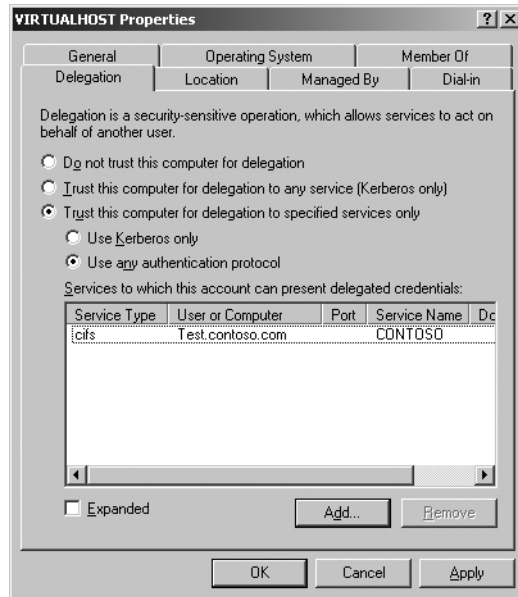 VIRTUALHOST Properties
General Operating System Member Of
Delegation Location Managed By Dial-in
Delegation is a security-sensitive operation, which allows services to act on
behalf of another user.
Do not trust this computer for delegation
Trust this computer for delegation to any service (Kerberos only)
Trust this computer for delegation to specified services only
Use Kerberos only
Use any authentication protocol
Services to which this account can present delegated credentials:
Service Type User or Computer Port Service Name Dc
cifs Test.contoso.com CONTOSO
Expanded Add... Remove
OK Cancel Apply